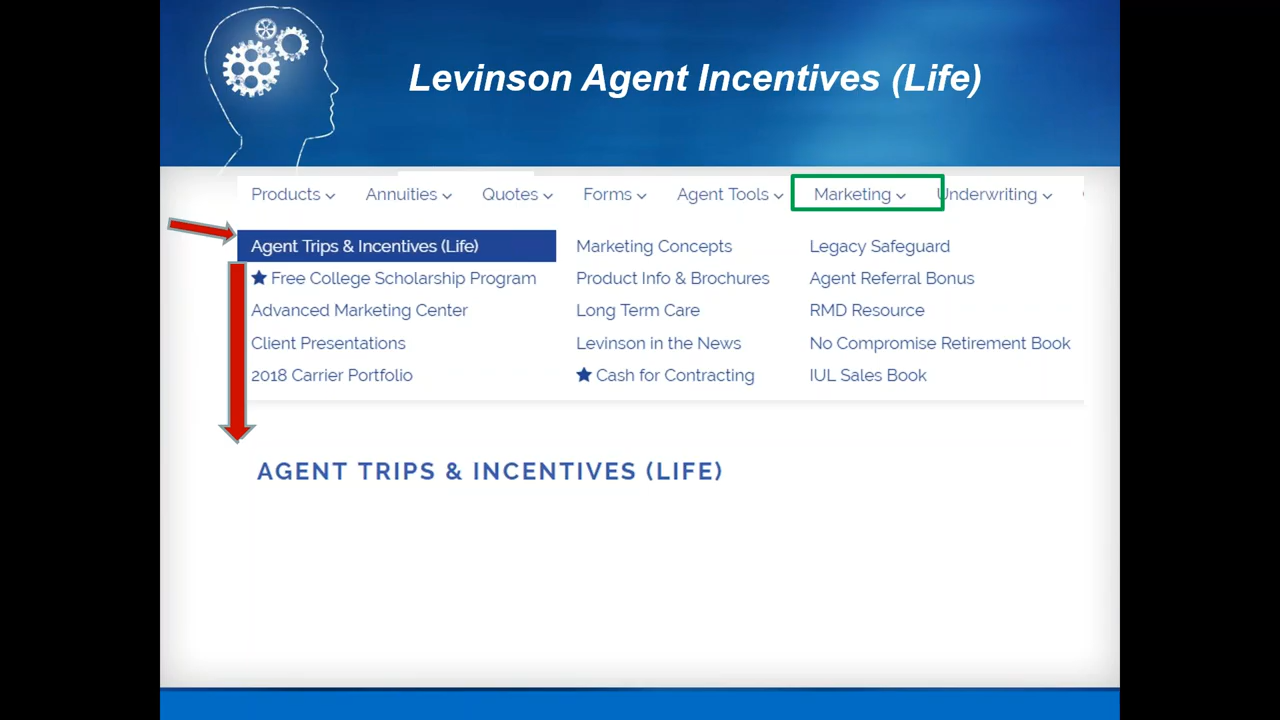 Levinson Agent Incentives (Life)
Products Annuities Quotes Forms Agent Tools Marketing Underwriting
Agent Trips & Incentives (Life) Marketing Concepts Legacy Safeguard
★ Free College Scholarship Program Product Info & Brochures Agent Referral Bonus
Advanced Marketing Center Long Term Care RMD Resource
Client Presentations Levinson in the News No Compromise Retirement Book
2018 Carrier Portfolio ★ Cash for Contracting IUL Sales Book
AGENT TRIPS & INCENTIVES (LIFE)